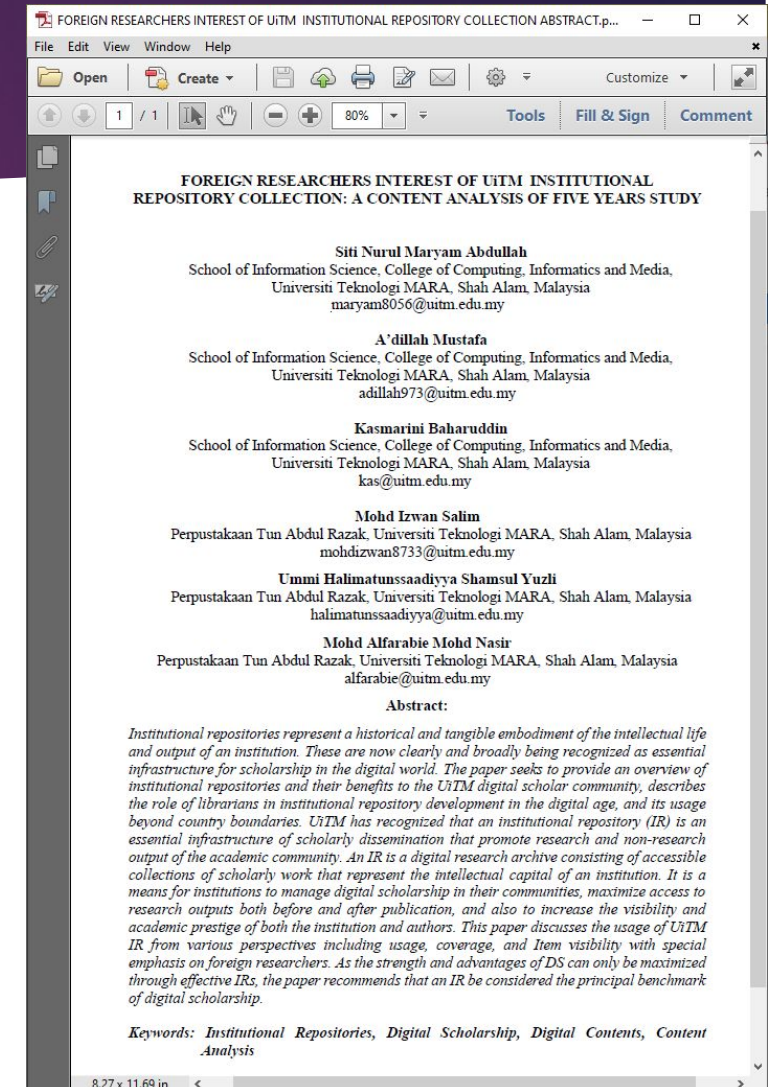 FOREIGN RESEARCHERS INTEREST OF UiTM INSTITUTIONAL REPOSITORY COLLECTION ABSTRACT.p...
File Edit View Window Help
Open Create Customize
1 / 1 80% Tools Fill & Sign Comment
FOREIGN RESEARCHERS INTEREST OF UiTM INSTITUTIONAL
REPOSITORY COLLECTION: A CONTENT ANALYSIS OF FIVE YEARS STUDY
Siti Nurul Maryam Abdullah
School of Information Science, College of Computing, Informatics and Media,
Universiti Teknologi MARA, Shah Alam, Malaysia
maryam8056@uitm.edu.my
A'dillah Mustafa
School of Information Science, College of Computing, Informatics and Media,
Universiti Teknologi MARA, Shah Alam, Malaysia
adillah973@uitm.edu.my
Kasmarini Baharuddin
School of Information Science, College of Computing, Informatics and Media,
Universiti Teknologi MARA, Shah Alam, Malaysia
kas@uitm.edu.my
Mohd Izwan Salim
Perpustakaan Tun Abdul Razak, Universiti Teknologi MARA, Shah Alam, Malaysia
mohdizwan8733@uitm.edu.my
Ummi Halimatunssaadiyya Shamsul Yuzli
Perpustakaan Tun Abdul Razak, Universiti Teknologi MARA, Shah Alam, Malaysia
halimatunssaadiyya@uitm.edu.my
Mohd Alfarabie Mohd Nasir
Perpustakaan Tun Abdul Razak, Universiti Teknologi MARA, Shah Alam, Malaysia
alfarabie@uitm.edu.my
Abstract:
Institutional repositories represent a historical and tangible embodiment of the intellectual life
and output of an institution. These are now clearly and broadly being recognized as essential
infrastructure for scholarship in the digital world. The paper seeks to provide an overview of
institutional repositories and their benefits to the UiTM digital scholar community, describes
the role of librarians in institutional repository development in the digital age, and its usage
beyond country boundaries. UiTM has recognized that an institutional repository (IR) is an
essential infrastructure of scholarly dissemination that promote research and non-research
output of the academic community. An IR is a digital research archive consisting of accessible
collections of scholarly work that represent the intellectual capital of an institution. It is a
means for institutions to manage digital scholarship in their communities, maximize access to
research outputs both before and after publication, and also to increase the visibility and
academic prestige of both the institution and authors. This paper discusses the usage of UiTM
IR from various perspectives including usage, coverage, and Item visibility with special
emphasis on foreign researchers. As the strength and advantages of DS can only be maximized
through effective IRs, the paper recommends that an IR be considered the principal benchmark
of digital scholarship.
Keywords: Institutional Repositories, Digital Scholarship, Digital Contents, Content
Analysis
8.27 x 11.69 in